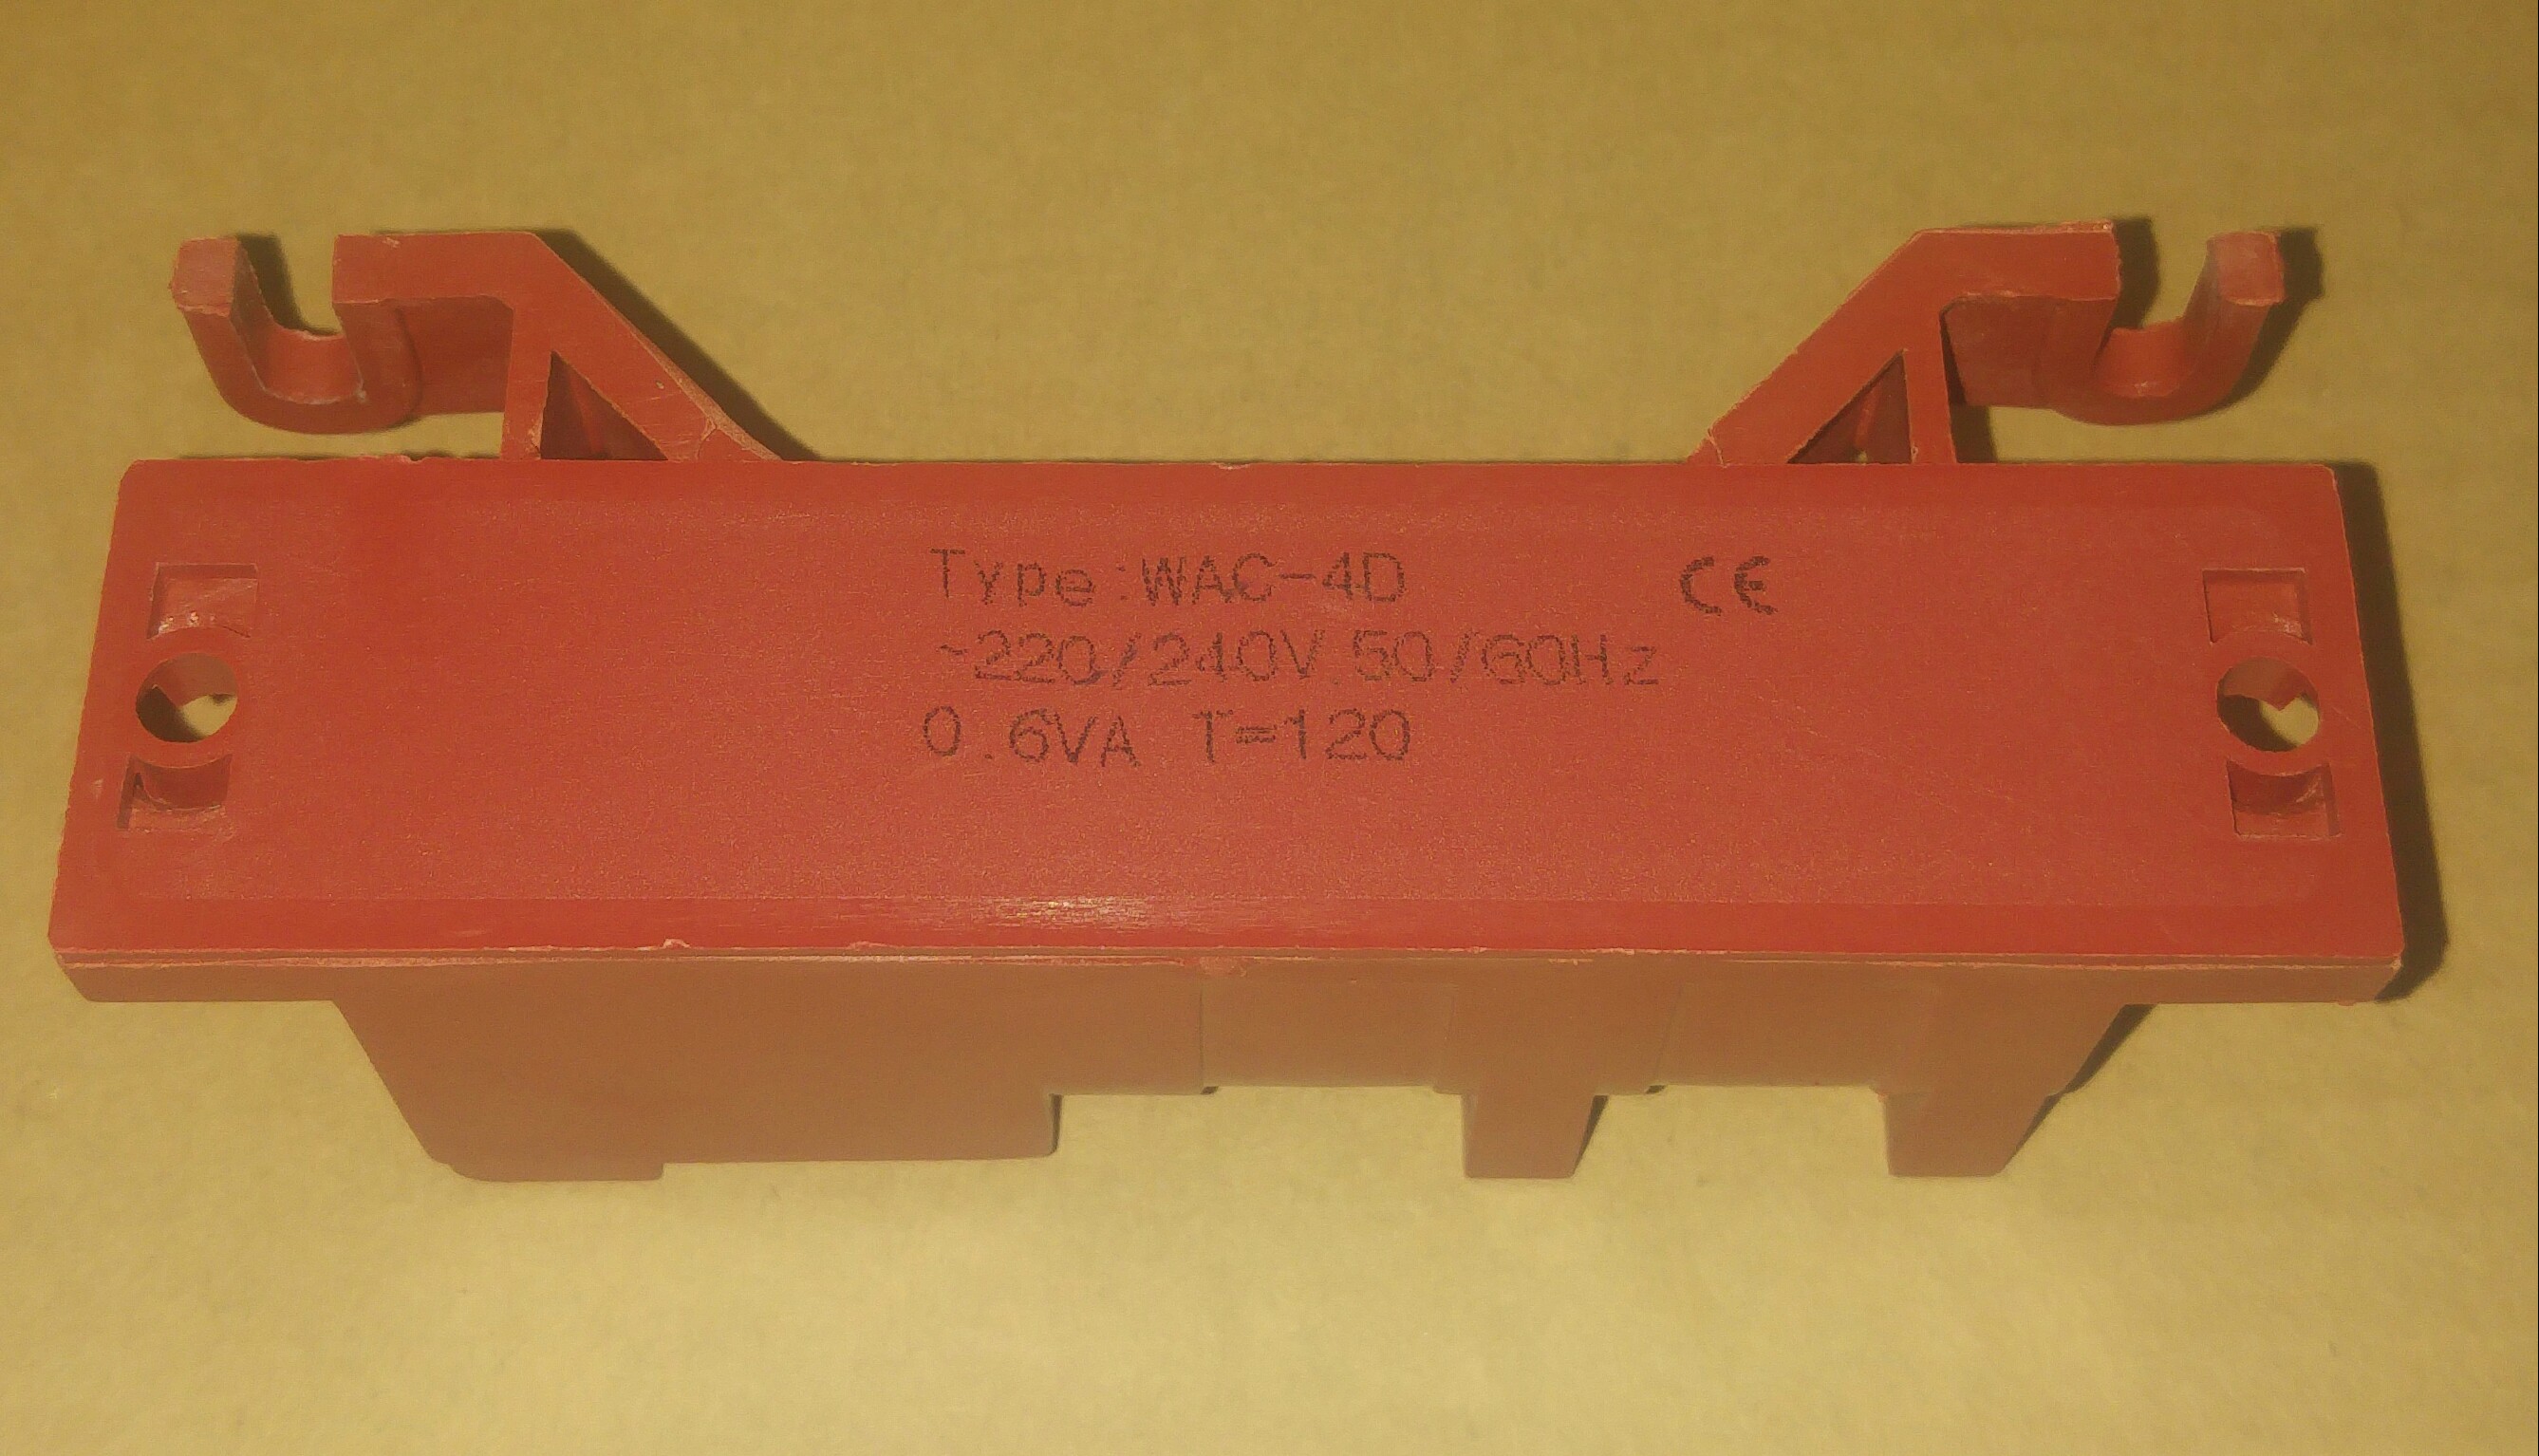 Type:WAC-4D CE
~220/240V.50/60Hz
0.6VA T=120